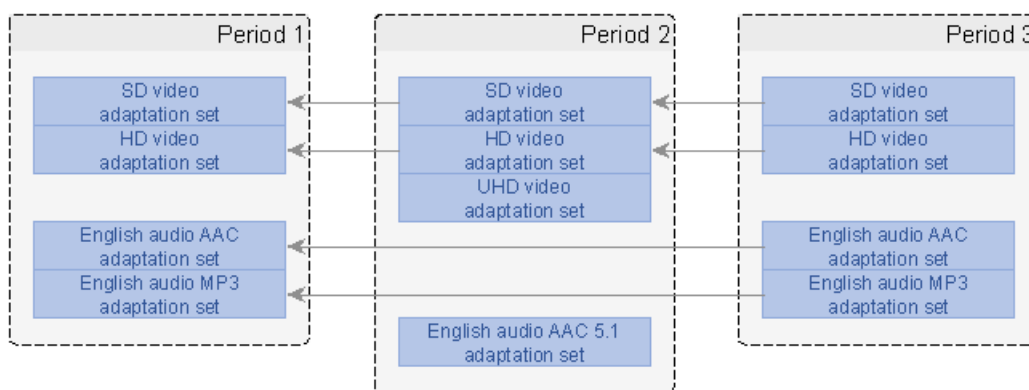 Period 1
SD video
adaptation set
HD video
adaptation set
English audio AAC
adaptation set
English audio MP3
adaptation set
Period 2
SD video
adaptation set
HD video
adaptation set
UHD video
adaptation set
English audio AAC 5.1
adaptation set
Period 3
SD video
adaptation set
HD video
adaptation set
English audio AAC
adaptation set
English audio MP3
adaptation set